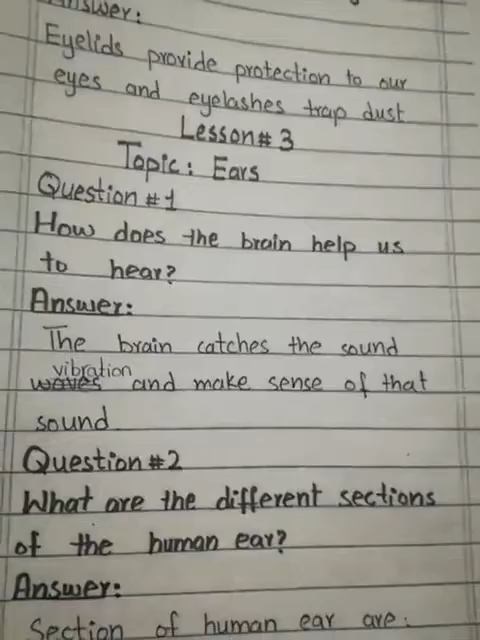 Answer:
Eyelids provide protection to our
eyes and eyelashes trap dust
Lesson# 3
Topic: Ears
Question #1
How does the brain help us
to hear?
Answer:
The brain catches the sound
vibration
waves and make sense of that
sound
Question #2
What are the different sections
of the human ear?
Answer:
Section of human ear are: